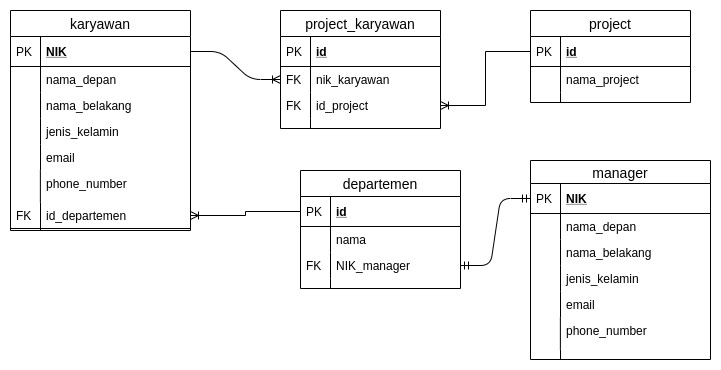 karyawan
PK NIK
nama_depan
nama_belakang
jenis_kelamin
email
phone_number
FK id_departemen
project_karyawan
PK id
FK nik_karyawan
FK id_project
project
PK id
nama_project
departemen
PK id
nama
FK NIK_manager
manager
PK NIK
nama_depan
nama_belakang
jenis_kelamin
email
phone_number